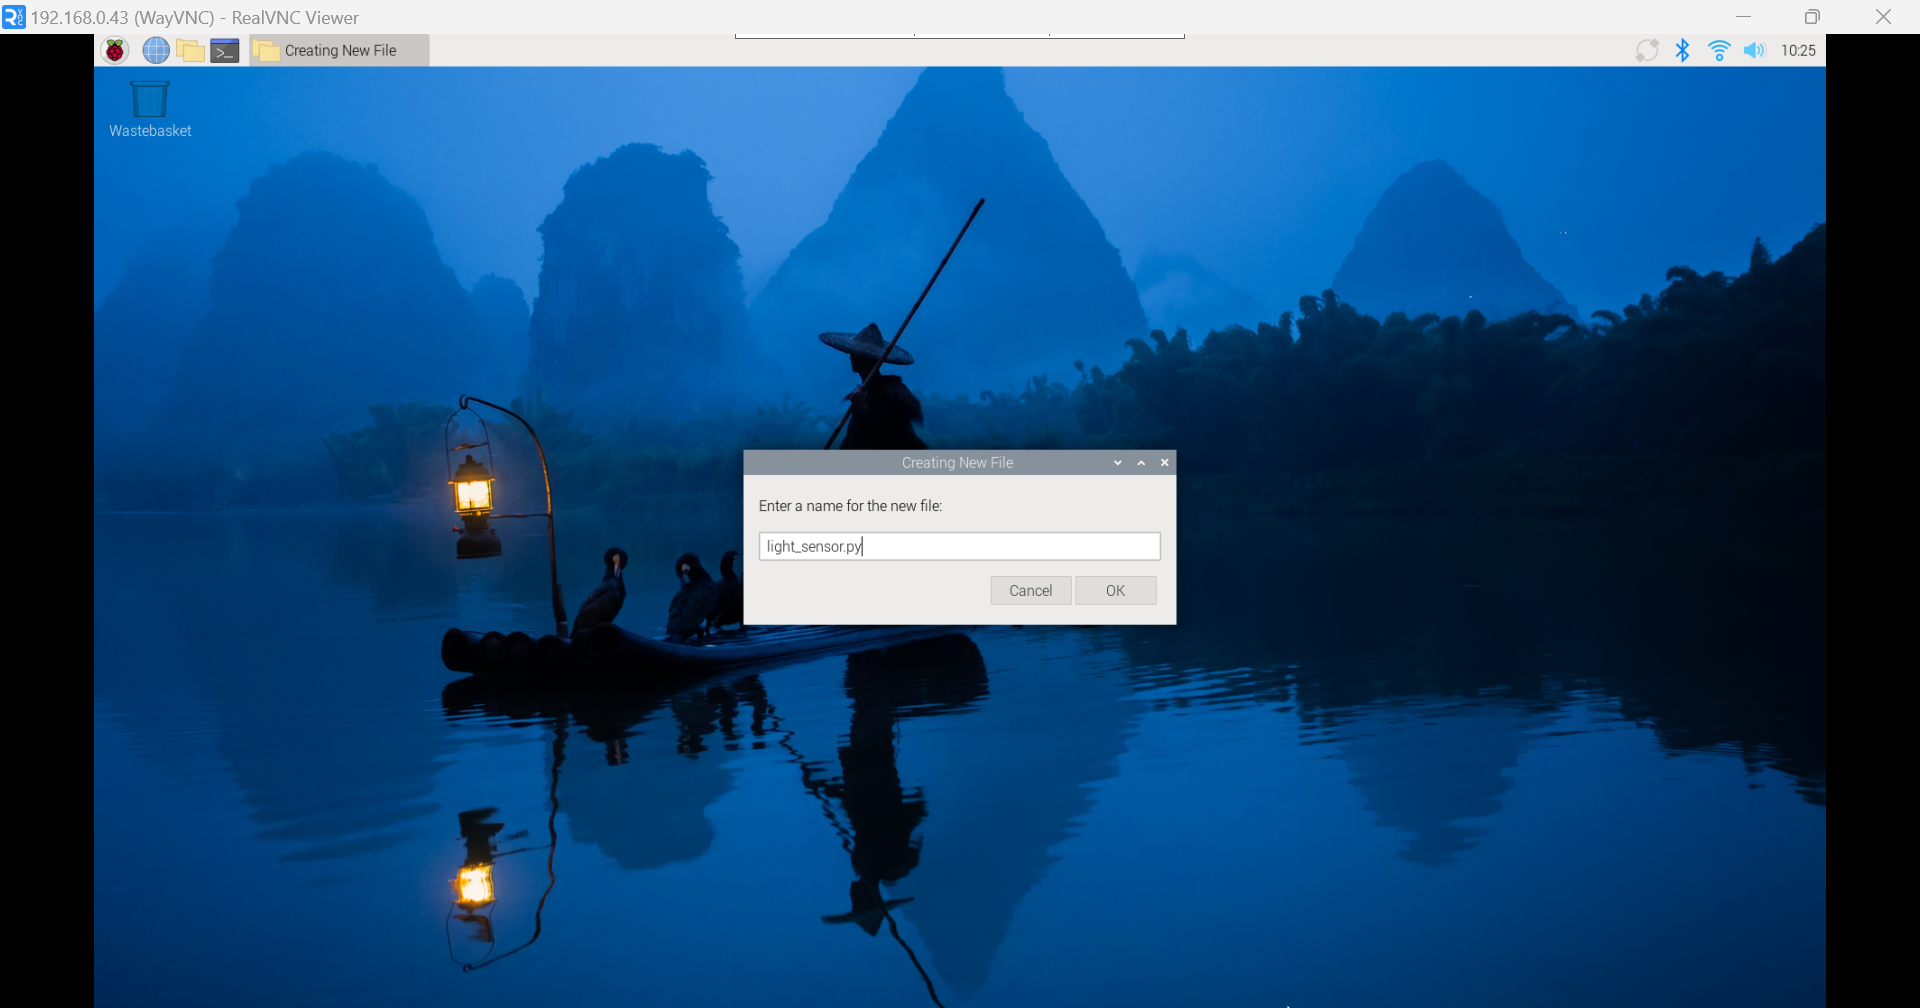 192.168.0.43 (WayVNC) - RealVNC Viewer
Creating New File
10:25
Wastebasket
Creating New File
Enter a name for the new file:
light_sensor.py
Cancel OK